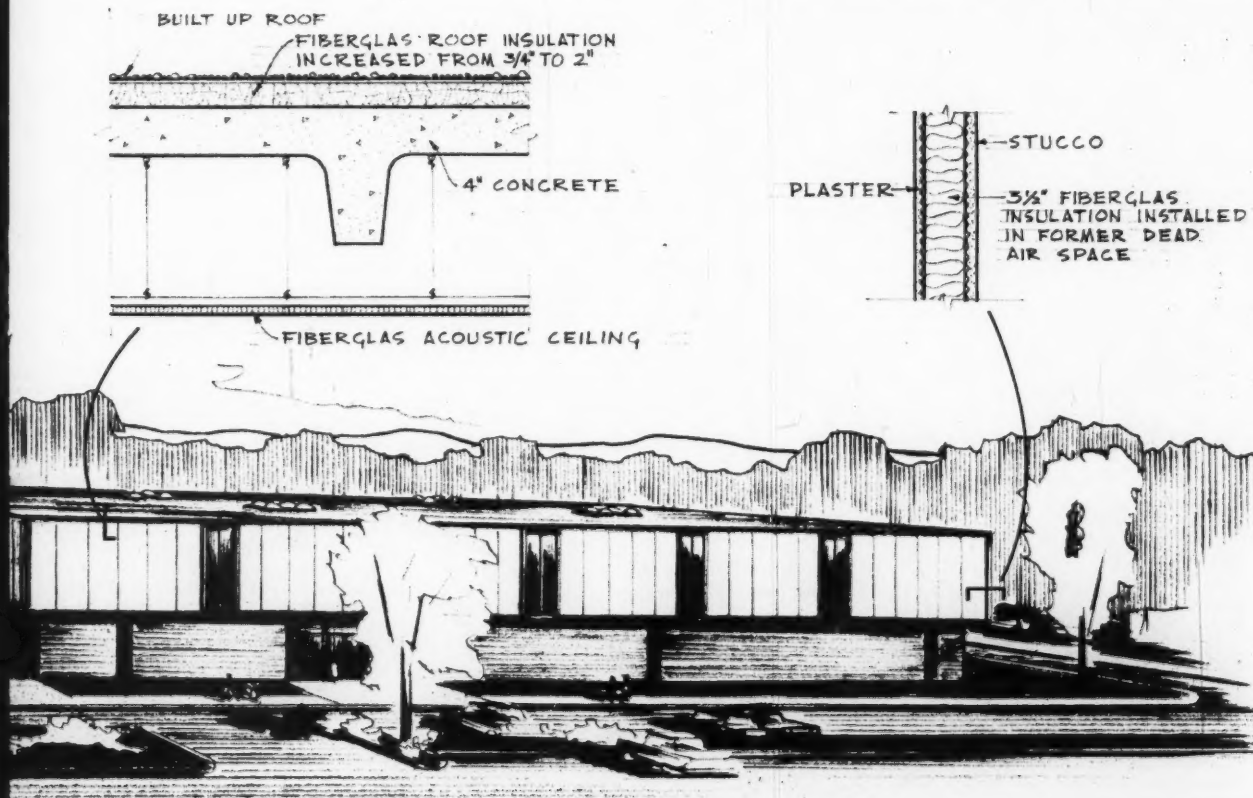 BUILT UP ROOF
FIBERGLAS ROOF INSULATION
INCREASED FROM 3/4" TO 2"
4" CONCRETE
FIBERGLAS ACOUSTIC CEILING
PLASTER
STUCCO
3½" FIBERGLAS
INSULATION INSTALLED
IN FORMER DEAD
AIR SPACE